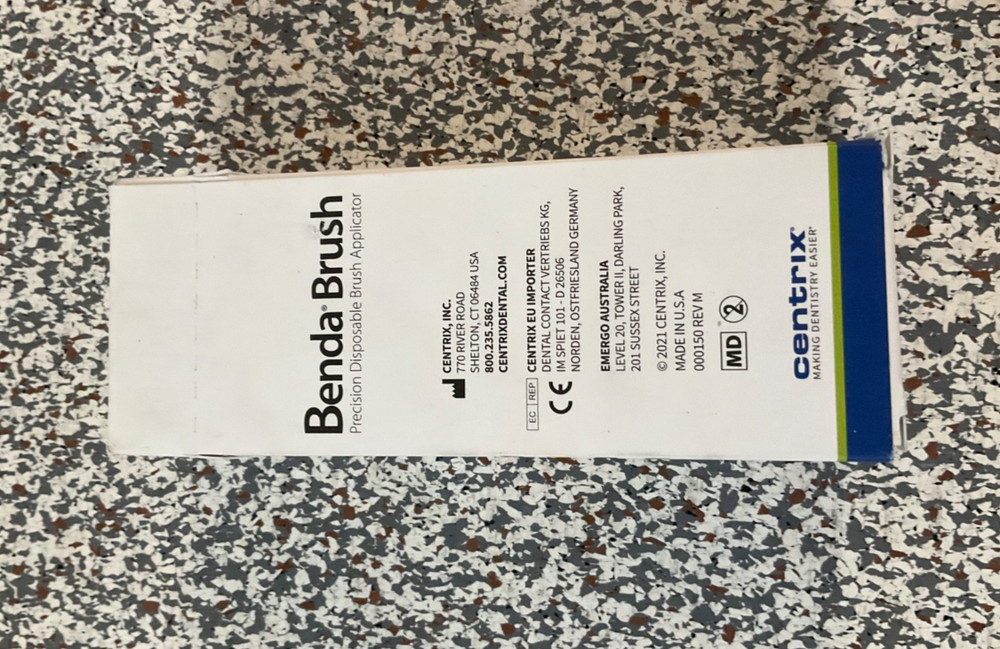 Benda® Brush
Precision Disposable Brush Applicator
CENTRIX, INC.
770 RIVER ROAD
SHELTON, CT 06484 USA
800.235.5862
CENTRIXDENTAL.COM
EC REP
CENTRIX EU IMPORTER
DENTAL CONTACT VERTRIEBS KG,
IM SPIET 101 - D 26506
NORDEN, OSTFRIESLAND GERMANY
CE
EMERGO AUSTRALIA
LEVEL 20, TOWER II, DARLING PARK,
201 SUSSEX STREET
© 2021 CENTRIX, INC.
MADE IN U.S.A
000150 REV M
MD 2
centrix®
MAKING DENTISTRY EASIER®